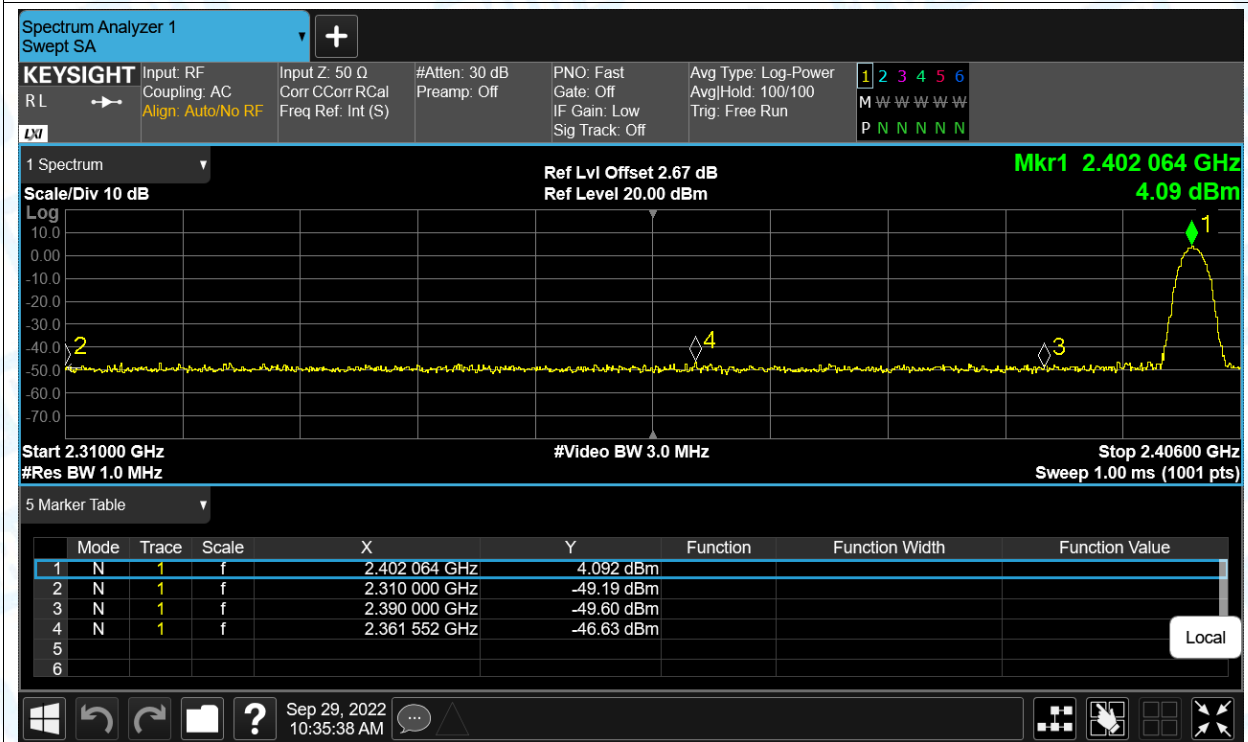 Spectrum Analyzer 1
Swept SA
KEYSIGHT
R L
LXI
Input: RF
Coupling: AC
Align: Auto/No RF
Input Z: 50 Ω
Corr CCorr RCal
Freq Ref: Int (S)
#Atten: 30 dB
Preamp: Off
PNO: Fast
Gate: Off
IF Gain: Low
Sig Track: Off
Avg Type: Log-Power
Avg|Hold: 100/100
Trig: Free Run
1 2 3 4 5 6
M W W W W W
P N N N N N
1 Spectrum
Scale/Div 10 dB
Ref Lvl Offset 2.67 dB
Ref Level 20.00 dBm
Mkr1 2.402 064 GHz
4.09 dBm
Log
10.0
0.00
-10.0
-20.0
-30.0
-40.0
-50.0
-60.0
-70.0
1
2
4
3
Start 2.31000 GHz
#Res BW 1.0 MHz
#Video BW 3.0 MHz
Stop 2.40600 GHz
Sweep 1.00 ms (1001 pts)
5 Marker Table
Mode Trace Scale X Y Function Function Width Function Value
1 N 1 f 2.402 064 GHz 4.092 dBm
2 N 1 f 2.310 000 GHz -49.19 dBm
3 N 1 f 2.390 000 GHz -49.60 dBm
4 N 1 f 2.361 552 GHz -46.63 dBm
5
6
Local
?
Sep 29, 2022
10:35:38 AM